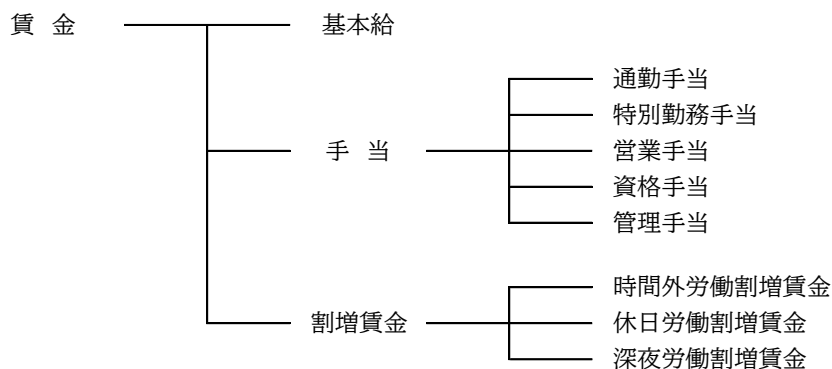 賃 金
基本給
通勤手当
特別勤務手当
手 当
営業手当
資格手当
管理手当
時間外労働割増賃金
割増賃金
休日労働割増賃金
深夜労働割増賃金